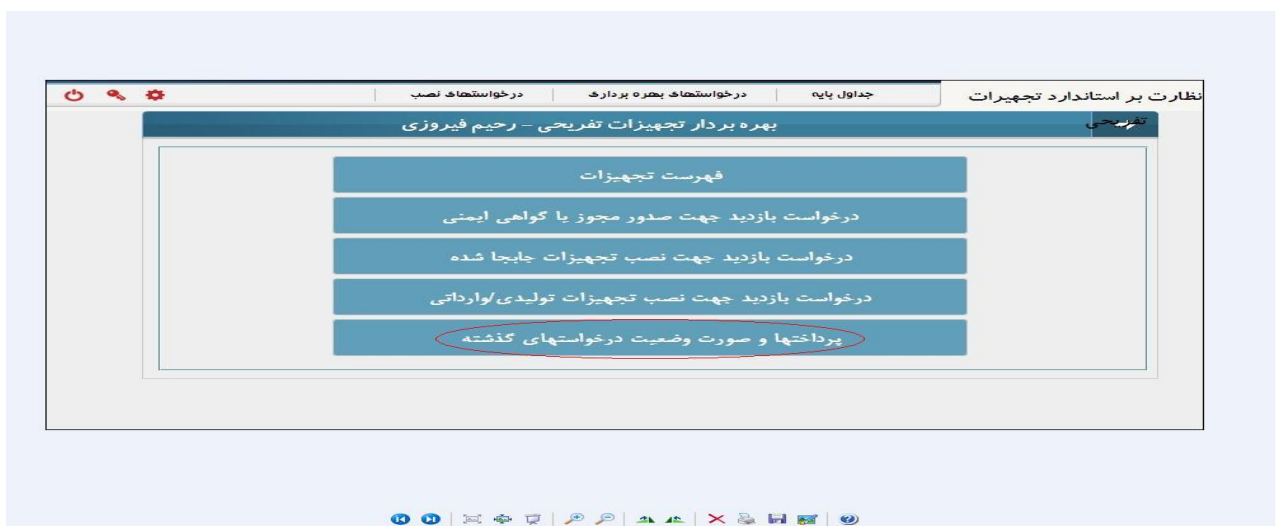 نظارت بر استاندارد تجهیرات
تفریحی
جداول پایه
درخواستهای بهره برداری
درخواستهای نصب
بهره بردار تجهیزات تفریحی – رحیم فیروزی
فهرست تجهیزات
درخواست بازدید جهت صدور مجوز یا گواهی ایمنی
درخواست بازدید جهت نصب تجهیزات جابجا شده
درخواست بازدید جهت نصب تجهیزات تولیدی/وارداتی
پرداختها و صورت وضعیت درخواستهای گذشته